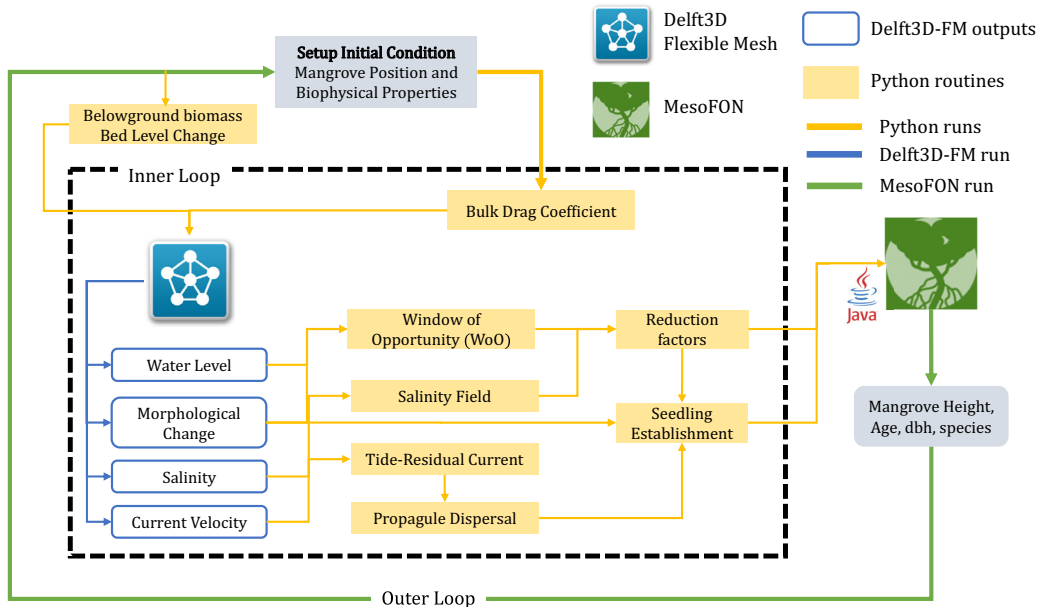 Setup Initial Condition
Mangrove Position and
Biophysical Properties
Delft3D
Flexible Mesh
MesoFON
Delft3D-FM outputs
Python routines
Python runs
Delft3D-FM run
MesoFON run
Belowground biomass
Bed Level Change
Inner Loop
Bulk Drag Coefficient
Window of
Opportunity (WoO)
Reduction
factors
Java
Water Level
Salinity Field
Morphological
Change
Seedling
Establishment
Mangrove Height,
Age, dbh, species
Salinity
Tide-Residual Current
Current Velocity
Propagule Dispersal
Outer Loop